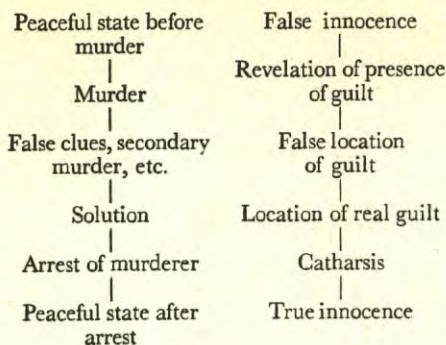 Peaceful state before
murder
Murder
False clues, secondary
murder, etc.
Solution
Arrest of murderer
Peaceful state after
arrest
False innocence
Revelation of presence
of guilt
False location
of guilt
Location of real guilt
Catharsis
True innocence